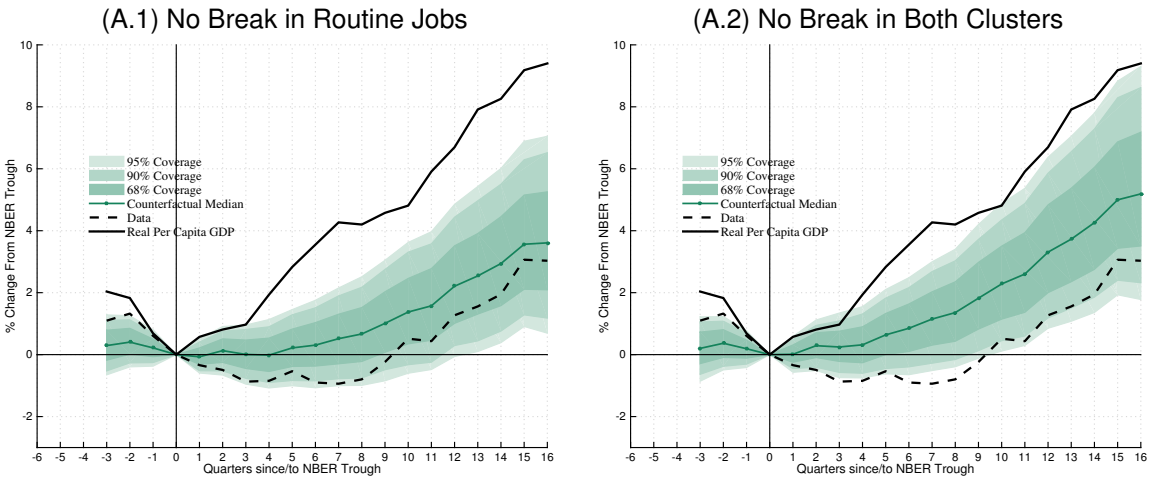 (A.1) No Break in Routine Jobs
% Change From NBER Trough
10
8
6
4
2
0
-2
95% Coverage
90% Coverage
68% Coverage
Counterfactual Median
Data
Real Per Capita GDP
-6 -5 -4 -3 -2 -1 0 1 2 3 4 5 6 7 8 9 10 11 12 13 14 15 16
Quarters since/to NBER Trough
(A.2) No Break in Both Clusters
% Change From NBER Trough
10
8
6
4
2
0
-2
95% Coverage
90% Coverage
68% Coverage
Counterfactual Median
Data
Real Per Capita GDP
-6 -5 -4 -3 -2 -1 0 1 2 3 4 5 6 7 8 9 10 11 12 13 14 15 16
Quarters since/to NBER Trough